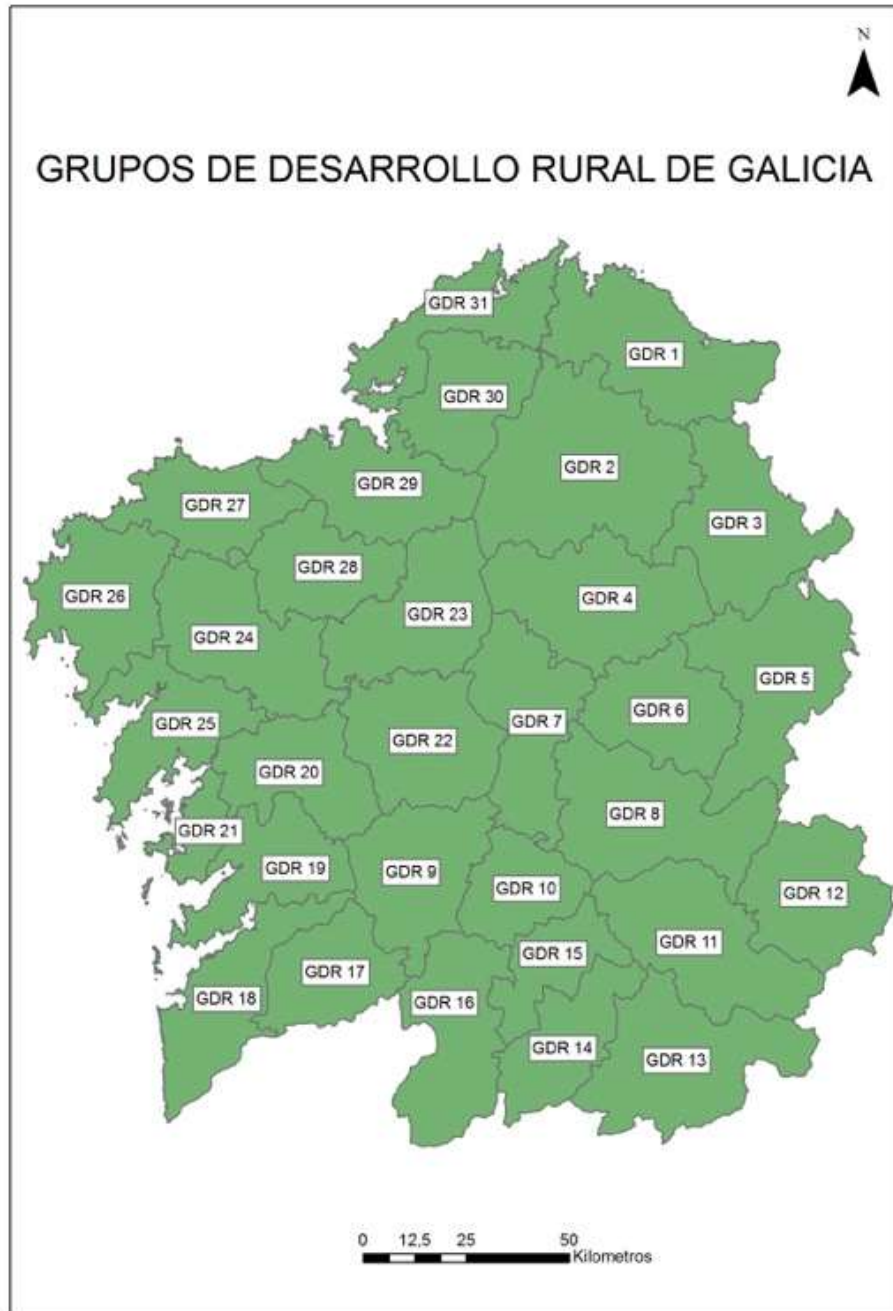 N
GRUPOS DE DESARROLLO RURAL DE GALICIA
GDR 31
GDR 1
GDR 30
GDR 2
GDR 29
GDR 27
GDR 3
GDR 28
GDR 26
GDR 4
GDR 23
GDR 24
GDR 5
GDR 6
GDR 7
GDR 25
GDR 22
GDR 20
GDR 8
GDR 21
GDR 19
GDR 9
GDR 10
GDR 12
GDR 11
GDR 15
GDR 17
GDR 18
GDR 16
GDR 14
GDR 13
0 12,5 25 50
Kilometros